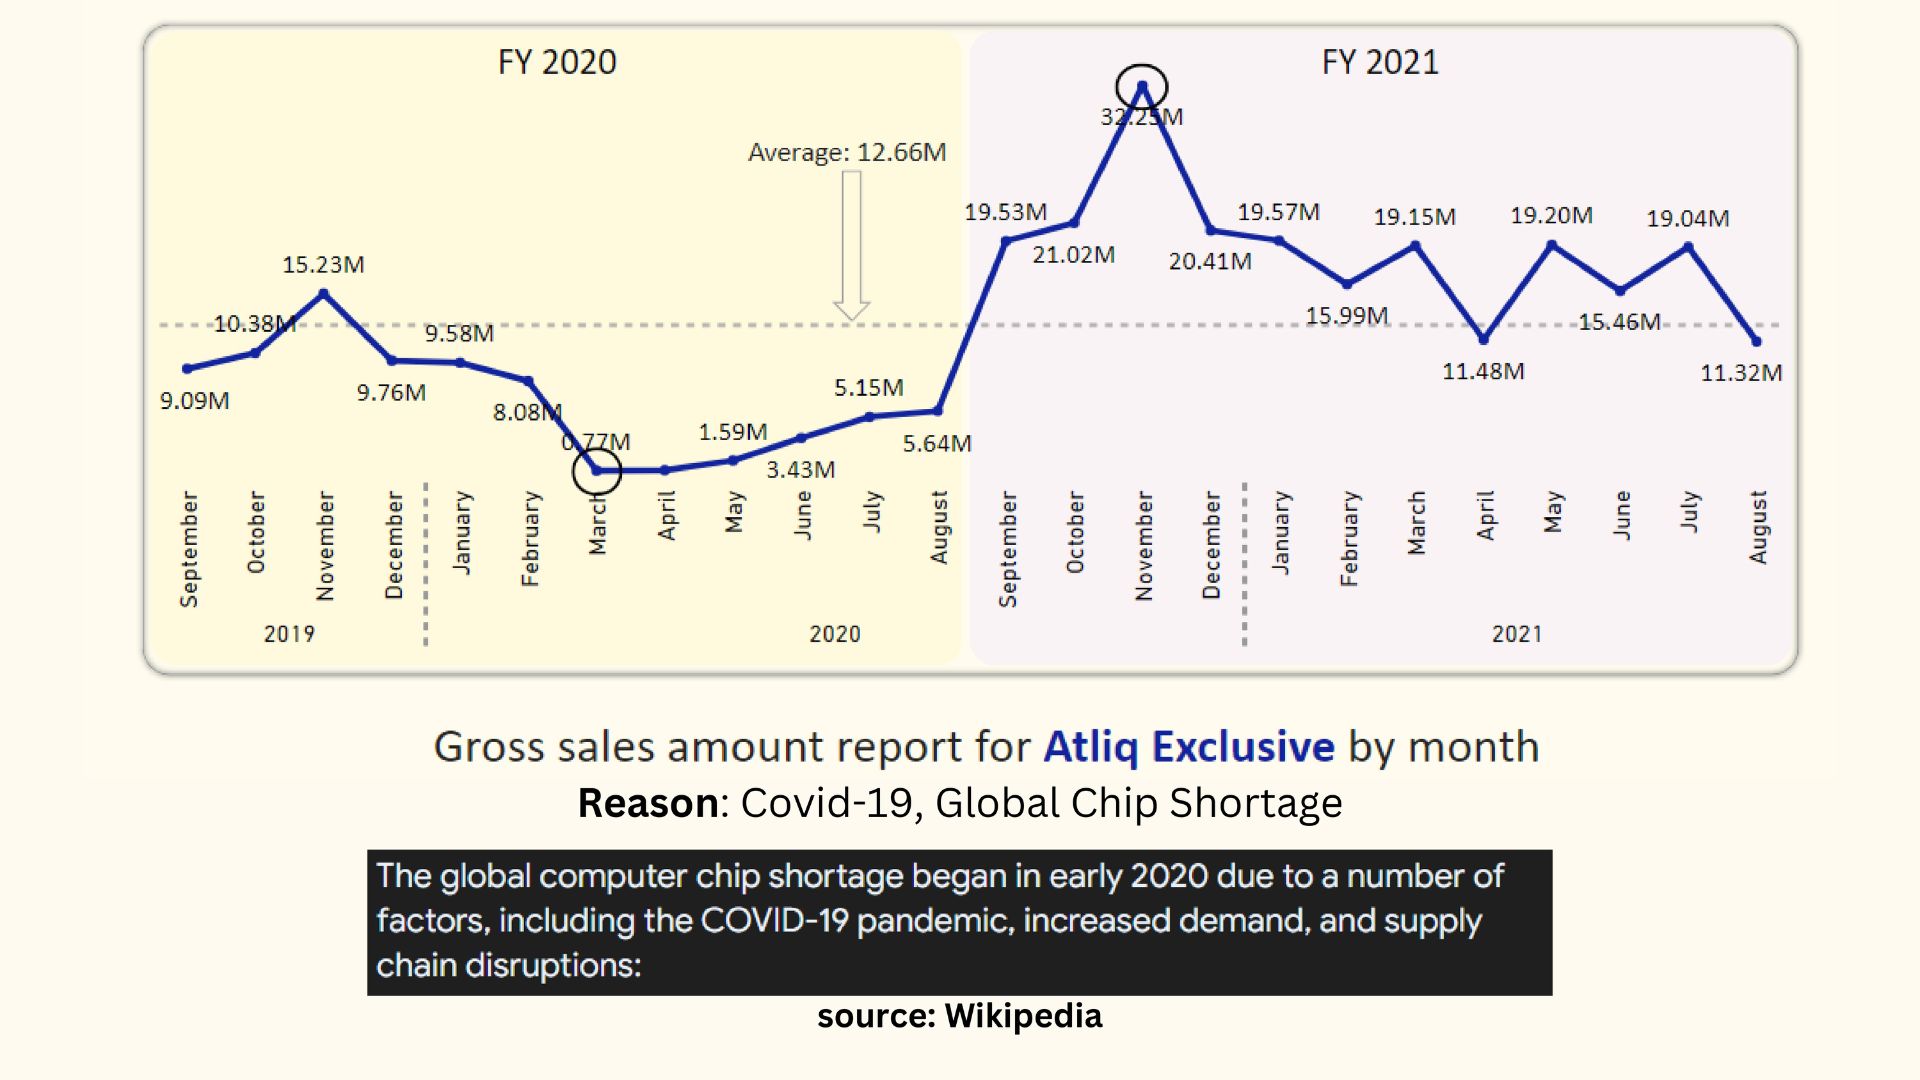 FY 2020
FY 2021
32.25M
Average: 12.66M
19.53M
21.02M
20.41M
19.57M
15.99M
19.15M
11.48M
19.20M
15.46M
19.04M
11.32M
9.09M
10.38M
15.23M
9.76M
9.58M
8.08M
0.77M
1.59M
3.43M
5.15M
5.64M
September
October
November
December
January
February
March
April
May
June
July
August
September
October
November
December
January
February
March
April
May
June
July
August
2019
2020
2021
Gross sales amount report for Atliq Exclusive by month
Reason: Covid-19, Global Chip Shortage
The global computer chip shortage began in early 2020 due to a number of
factors, including the COVID-19 pandemic, increased demand, and supply
chain disruptions:
source: Wikipedia